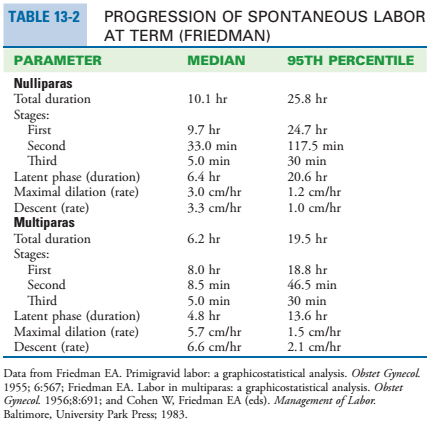 TABLE 13-2 PROGRESSION OF SPONTANEOUS LABOR
AT TERM (FRIEDMAN)
PARAMETER MEDIAN 95TH PERCENTILE
Nulliparas
Total duration 10.1 hr 25.8 hr
Stages:
First 9.7 hr 24.7 hr
Second 33.0 min 117.5 min
Third 5.0 min 30 min
Latent phase (duration) 6.4 hr 20.6 hr
Maximal dilation (rate) 3.0 cm/hr 1.2 cm/hr
Descent (rate) 3.3 cm/hr 1.0 cm/hr
Multiparas
Total duration 6.2 hr 19.5 hr
Stages:
First 8.0 hr 18.8 hr
Second 8.5 min 46.5 min
Third 5.0 min 30 min
Latent phase (duration) 4.8 hr 13.6 hr
Maximal dilation (rate) 5.7 cm/hr 1.5 cm/hr
Descent (rate) 6.6 cm/hr 2.1 cm/hr
Data from Friedman EA. Primigravid labor: a graphicostatistical analysis. Obstet Gynecol.
1955; 6:567; Friedman EA. Labor in multiparas: a graphicostatistical analysis. Obstet
Gynecol. 1956;8:691; and Cohen W, Friedman EA (eds). Management of Labor.
Baltimore, University Park Press; 1983.